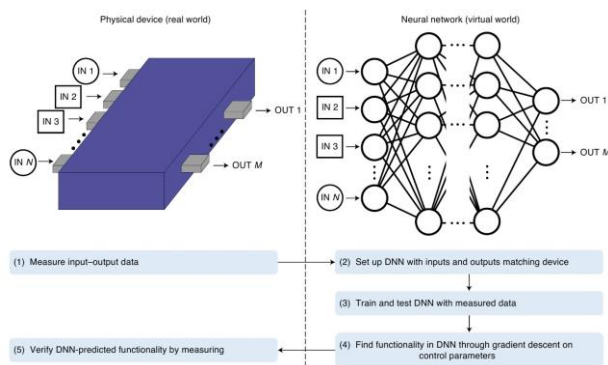 Physical device (real world)
Neural network (virtual world)
IN 1
IN 2
IN 3
IN N
OUT 1
OUT M
IN 1
IN 2
IN 3
IN N
OUT 1
OUT M
(1) Measure input–output data
(2) Set up DNN with inputs and outputs matching device
(3) Train and test DNN with measured data
(4) Find functionality in DNN through gradient descent on
control parameters
(5) Verify DNN-predicted functionality by measuring